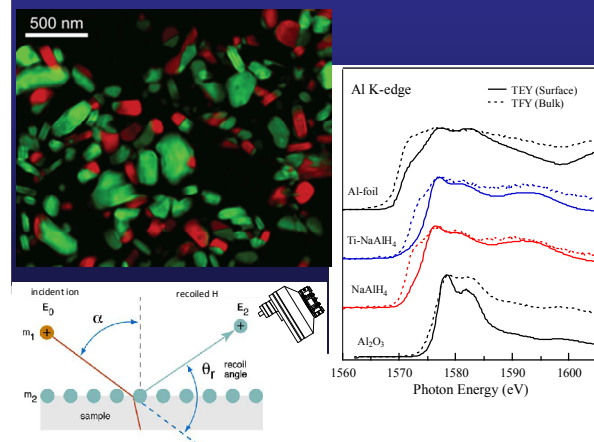 500 nm
Al K-edge
TEY (Surface)
TFY (Bulk)
Al-foil
Ti-NaAlH₄
NaAlH₄
Al₂O₃
1560 1570 1580 1590 1600
Photon Energy (eV)
incident ion
recoiled H
E₀
E₂
α
m₁
+
+
θᵣ
recoil
angle
m₂
sample